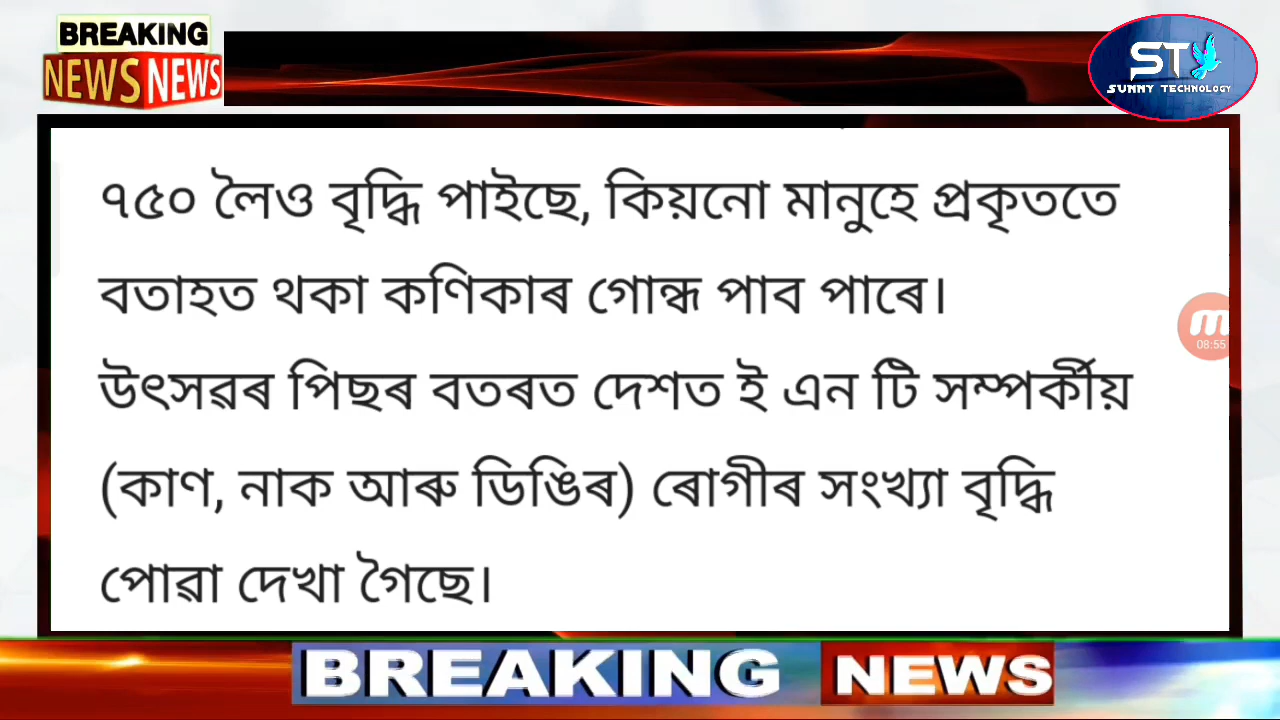 BREAKING
NEWS NEWS
ST
SUNNY TECHNOLOGY
৭৫০ লৈও বৃদ্ধি পাইছে, কিয়নো মানুহে প্ৰকৃততে
বতাহত থকা কণিকাৰ গোন্ধ পাব পাৰে।
08:55
উৎসৱৰ পিছৰ বতৰত দেশত ই এন টি সম্পৰ্কীয়
(কাণ, নাক আৰু ডিঙিৰ) ৰোগীৰ সংখ্যা বৃদ্ধি
পোৱা দেখা গৈছে।
BREAKING NEWS